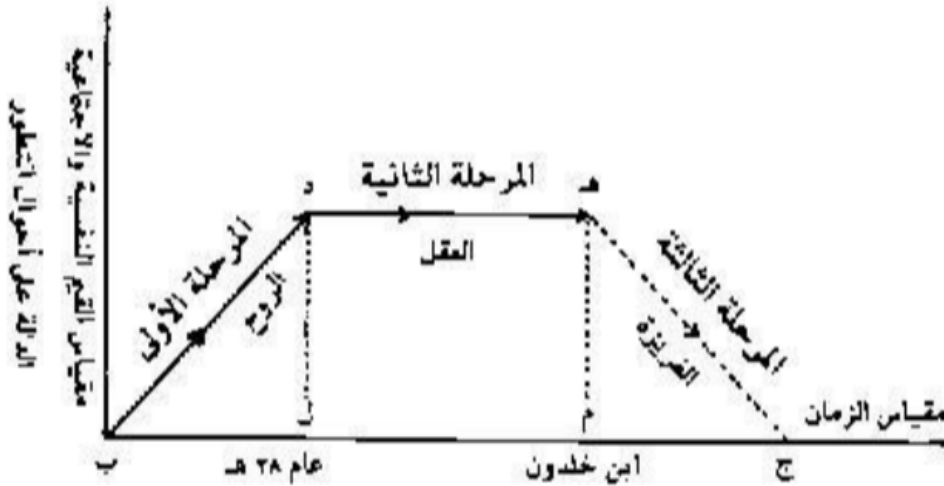 مقياس القيم النفسية والاجتماعية
الدالة على أحوال التطور
المرحلة الأولى
الروح
د
المرحلة الثانية
العقل
هـ
المرحلة الثالثة
الغريزة
م
مقياس الزمان
ب
عام ٣٨ هـ
ابن خلدون
ج